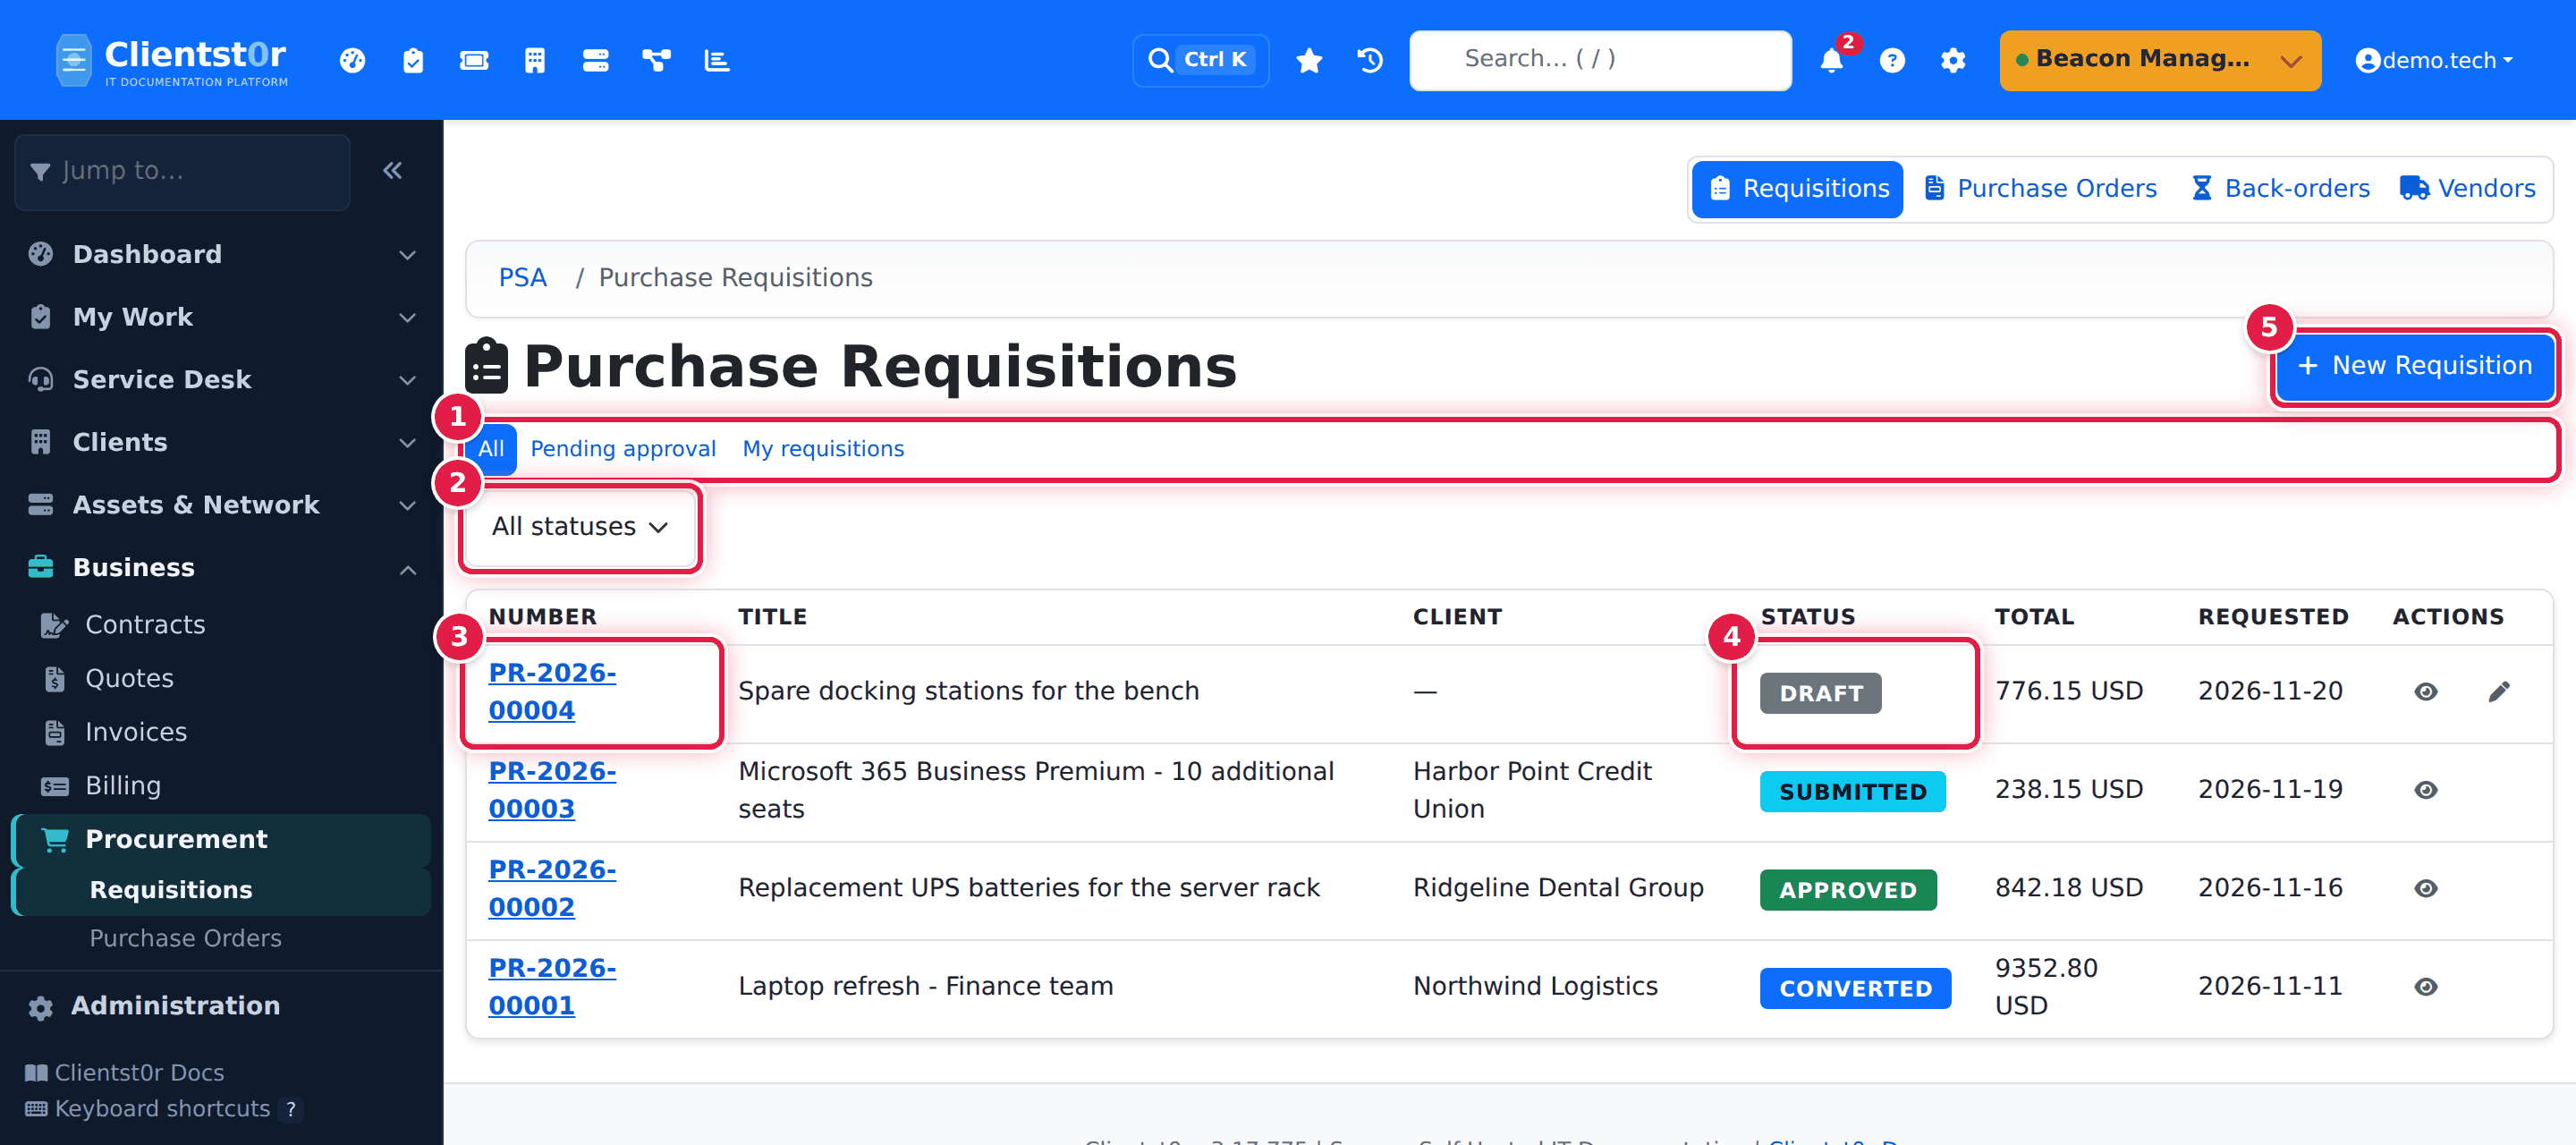 Clientst0r
IT DOCUMENTATION PLATFORM
Ctrl K
Search... ( / )
2
Beacon Manag...
demo.tech
Jump to...
Dashboard
My Work
Service Desk
Clients
Assets & Network
Business
Contracts
Quotes
Invoices
Billing
Procurement
Requisitions
Purchase Orders
Administration
Clientst0r Docs
Keyboard shortcuts ?
Requisitions Purchase Orders Back-orders Vendors
PSA / Purchase Requisitions
Purchase Requisitions
5
+ New Requisition
1
All Pending approval My requisitions
2
All statuses
NUMBER TITLE CLIENT STATUS TOTAL REQUESTED ACTIONS
3
4
PR-2026-00004 Spare docking stations for the bench — DRAFT 776.15 USD 2026-11-20
PR-2026-00003 Microsoft 365 Business Premium - 10 additional seats Harbor Point Credit Union SUBMITTED 238.15 USD 2026-11-19
PR-2026-00002 Replacement UPS batteries for the server rack Ridgeline Dental Group APPROVED 842.18 USD 2026-11-16
PR-2026-00001 Laptop refresh - Finance team Northwind Logistics CONVERTED 9352.80 USD 2026-11-11